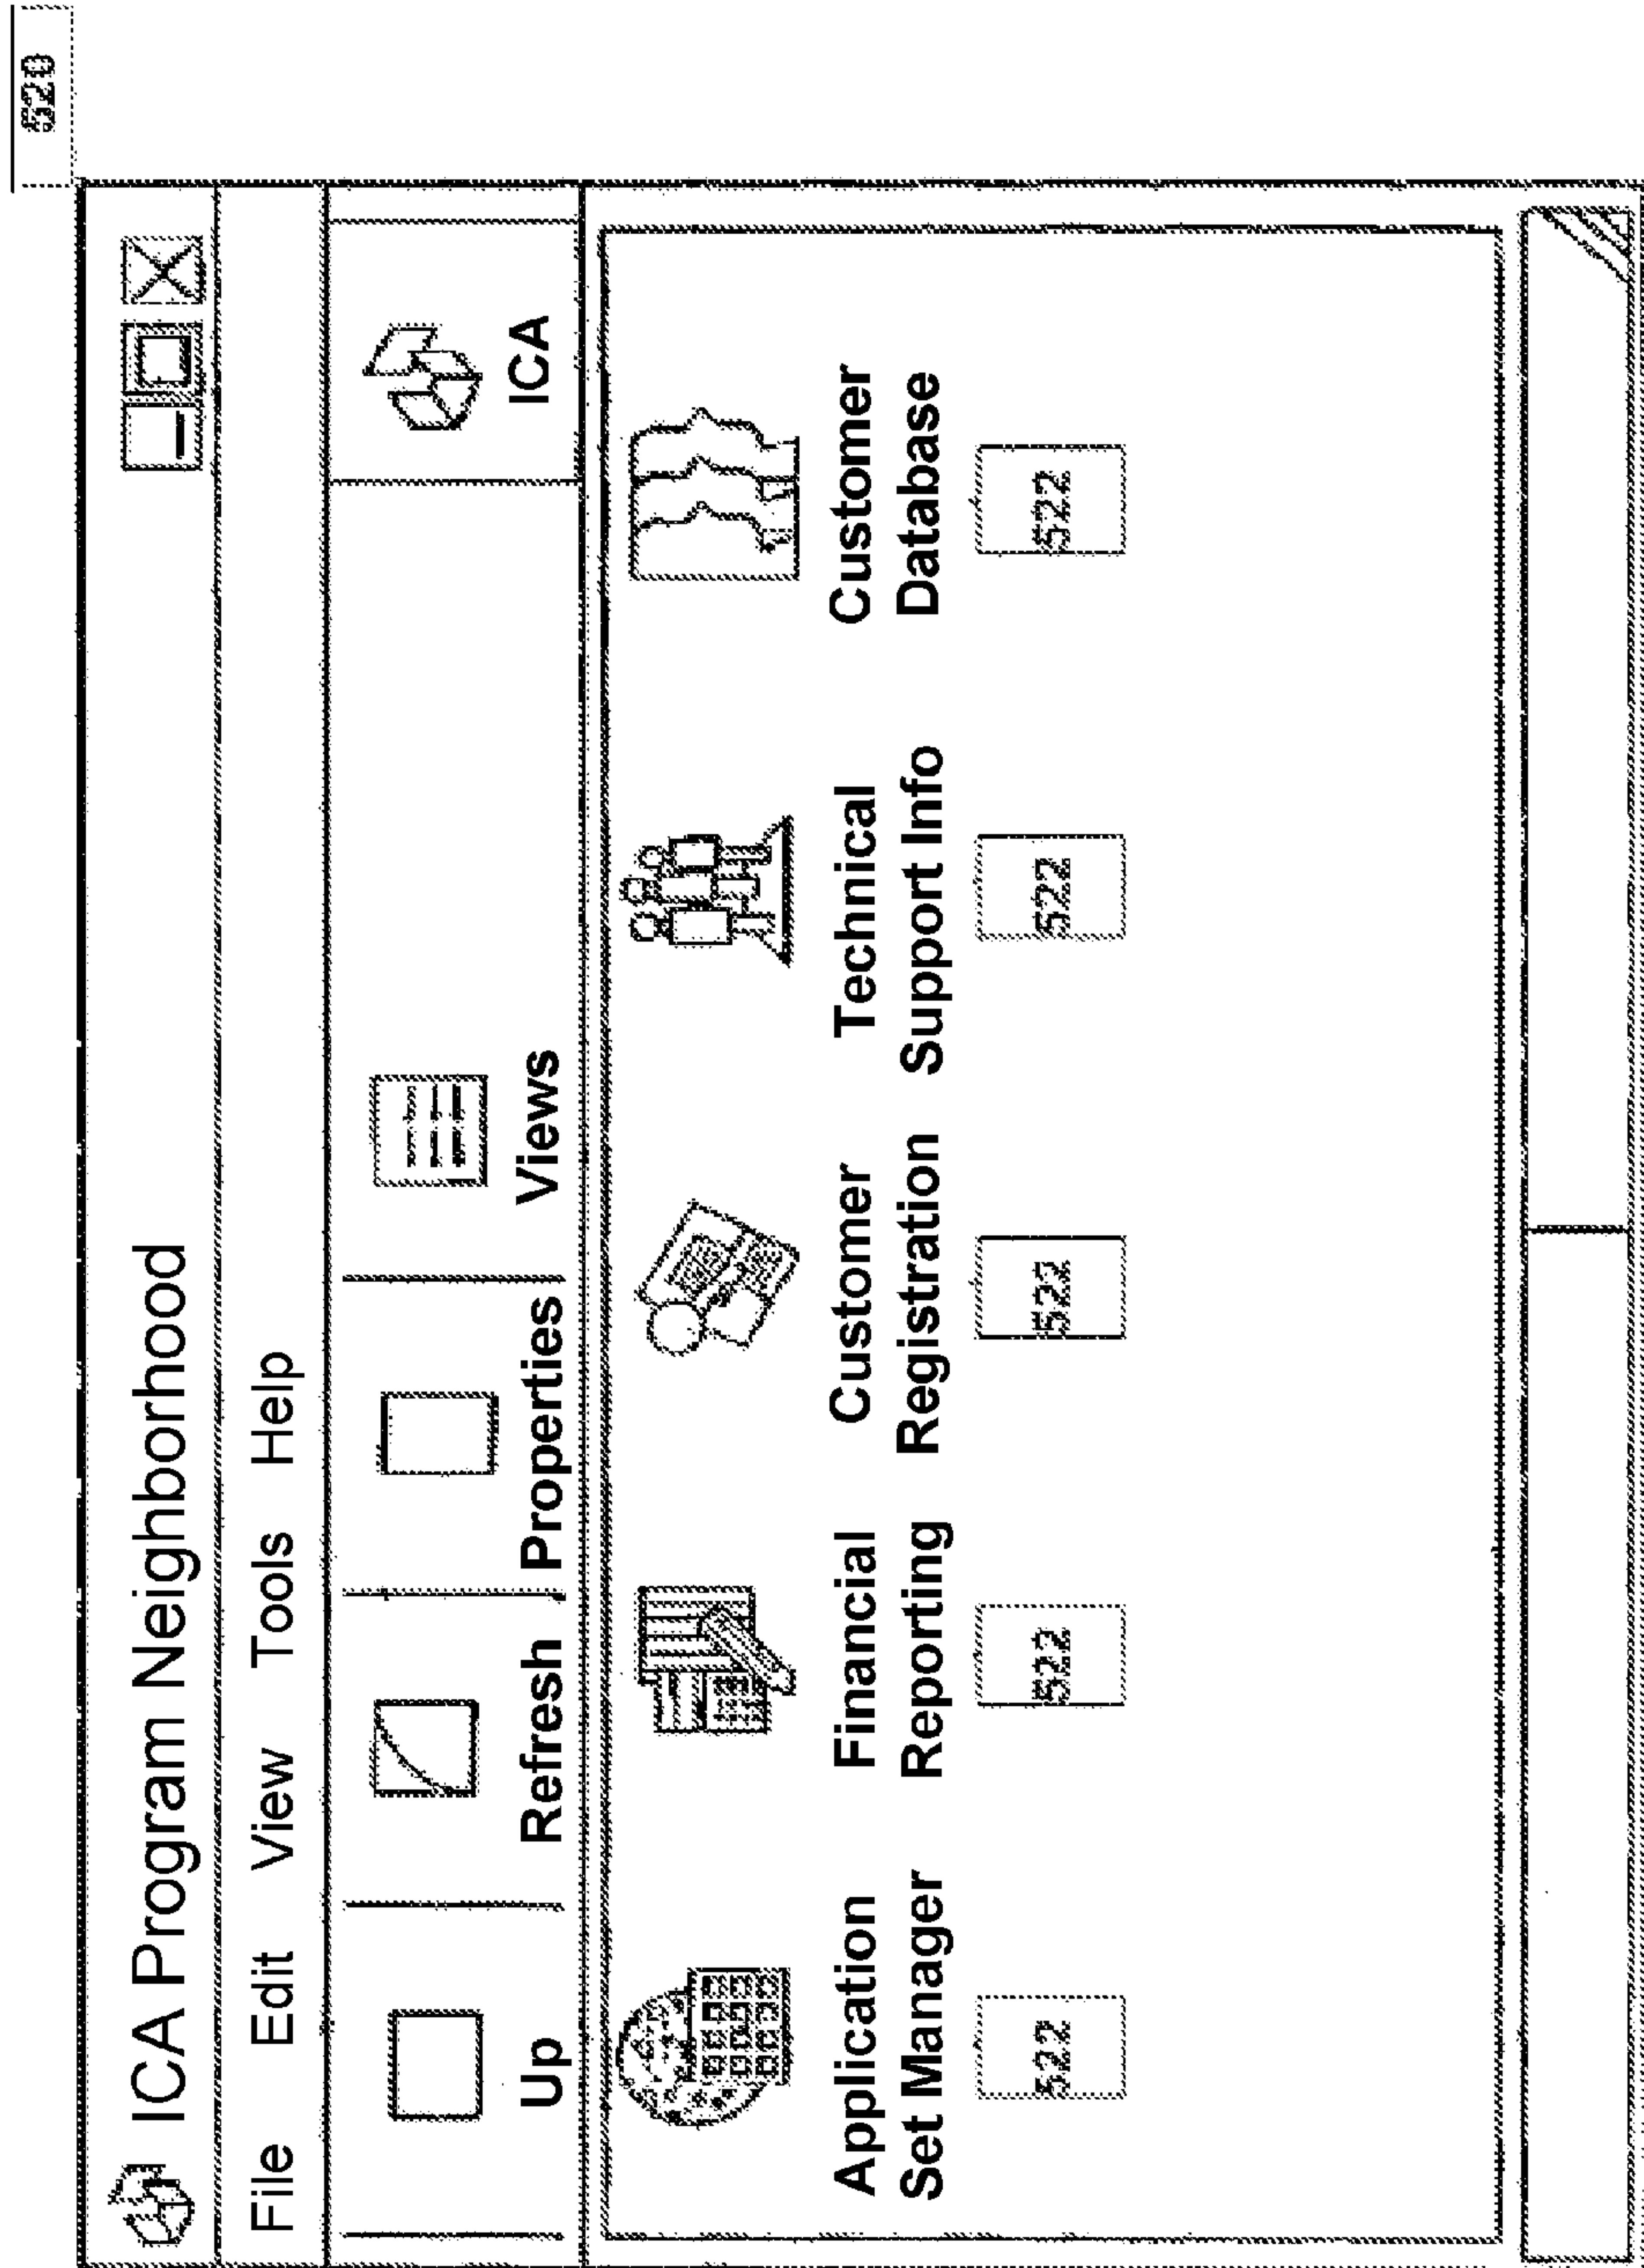 520
ICA Program Neighborhood
File Edit View Tools Help
Up Refresh Properties Views ICA
Application Financial Customer Technical Customer
Set Manager Reporting Registration Support Info Database
522 522 522 522 522